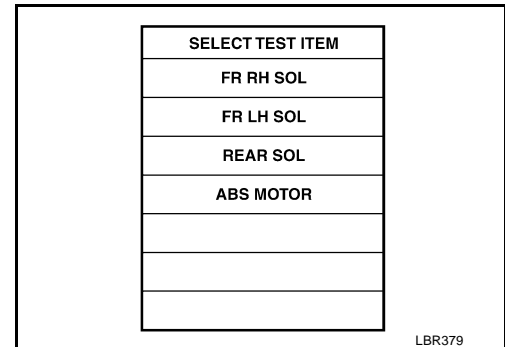 SELECT TEST ITEM
FR RH SOL
FR LH SOL
REAR SOL
ABS MOTOR
LBR379